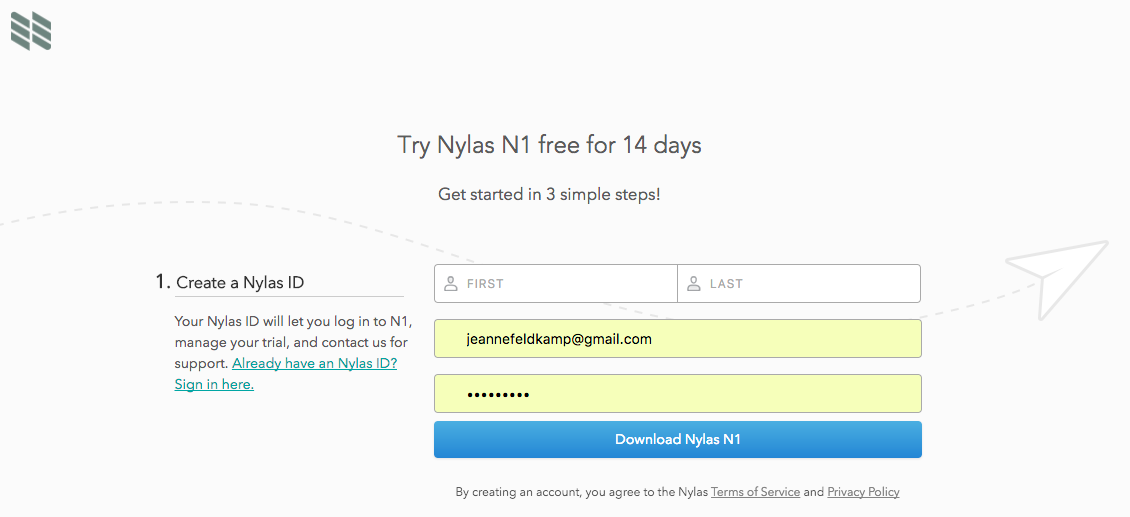 Try Nylas N1 free for 14 days
Get started in 3 simple steps!
1. Create a Nylas ID
Your Nylas ID will let you log in to N1,
manage your trial, and contact us for
support. Already have an Nylas ID?
Sign in here.
FIRST
LAST
jeannefeldkamp@gmail.com
•••••••••
Download Nylas N1
By creating an account, you agree to the Nylas Terms of Service and Privacy Policy